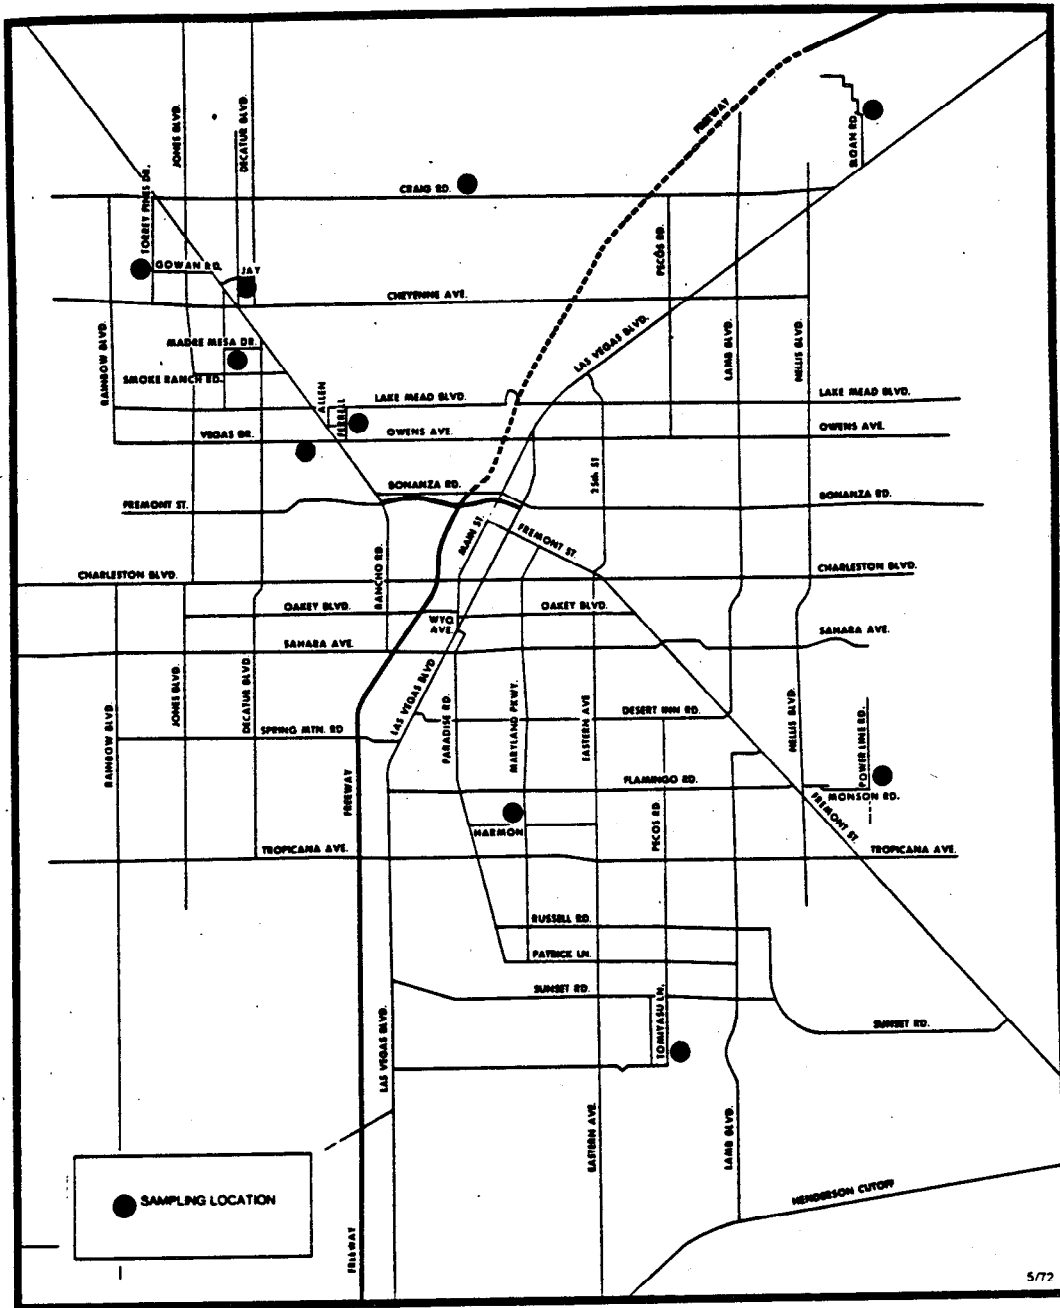 FREEWAY
JONES BLVD.
DECATUR BLVD.
SLOAN RD.
CRAIG RD.
TORREY PINES DR.
GOWAN RD.
JAY
PECOS RD.
CHEYENNE AVE.
RAINBOW BLVD.
MADRE MESA DR.
LAS VEGAS BLVD.
LAMB BLVD.
NELLIS BLVD.
SMOKE RANCH RD.
ALLEN
FERRELL
LAKE MEAD BLVD.
LAKE MEAD BLVD.
VEGAS DR.
OWENS AVE.
OWENS AVE.
25th ST
BONANZA RD.
BONANZA RD.
FREMONT ST.
MAIN ST.
FREMONT ST.
CHARLESTON BLVD.
CHARLESTON BLVD.
RANCHO RD.
OAKEY BLVD.
OAKEY BLVD.
WYO
AVE.
SAHARA AVE.
SAHARA AVE.
JONES BLVD.
DECATUR BLVD.
LAS VEGAS BLVD
PARADISE RD.
MARYLAND PKWY.
EASTERN AVE
DESERT INN RD.
NELLIS BLVD.
POWER LINE RD.
RAINBOW BLVD.
SPRING MTN. RD
FREEWAY
FLAMINGO RD.
MONSON RD.
FREMONT ST.
HARMON
PECOS RD
TROPICANA AVE.
TROPICANA AVE.
RUSSELL RD.
PATRICK LN.
SUNSET RD.
TOMIYASU LN.
SUNSET RD.
LAS VEGAS BLVD.
EASTERN AVE.
LAMB BLVD.
HENDERSON CUTOFF
SAMPLING LOCATION
FREEWAY
5/72